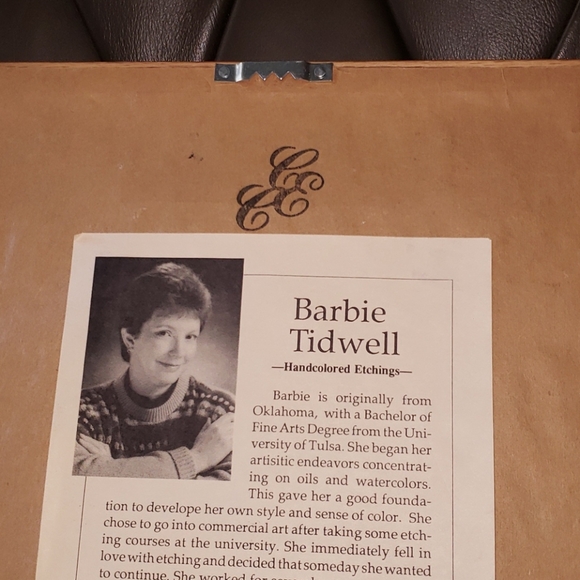 Barbie
Tidwell
—Handcolored Etchings—
Barbie is originally from
Oklahoma, with a Bachelor of
Fine Arts Degree from the Uni-
versity of Tulsa. She began her
artisitic endeavors concentrat-
ing on oils and watercolors.
This gave her a good founda-
tion to develope her own style and sense of color. She
chose to go into commercial art after taking some etch-
ing courses at the university. She immediately fell in
love with etching and decided that someday she wanted
to continue. She worked for